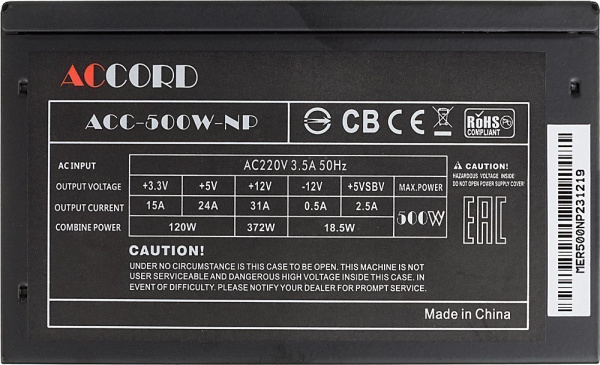 ACCORD
ACC-500W-NP
CB CE RoHS COMPLIANT Pb
AC INPUT AC220V 3.5A 50Hz
OUTPUT VOLTAGE +3.3V +5V +12V -12V +5VSBV MAX.POWER
OUTPUT CURRENT 15A 24A 31A 0.5A 2.5A 500W
COMBINE POWER 120W 372W 18.5W
CAUTION!
HAZARDOUS VOLTAGE INSIDE
DO NOT OPEN POWER SUPPLY COVER
EAC
CAUTION!
UNDER NO CIRCUMSTANCE IS THIS CASE TO BE OPEN. THIS MACHINE IS NOT
USER SERVICEABLE AND DANGEROUS HIGH VOLTAGE INSIDE THIS CASE. IN
EVENT OF DIFFICULTY. PLEASE NOTIFY YOUR DEALER FOR PROMPT SERVICE.
Made in China
MER500NP231219